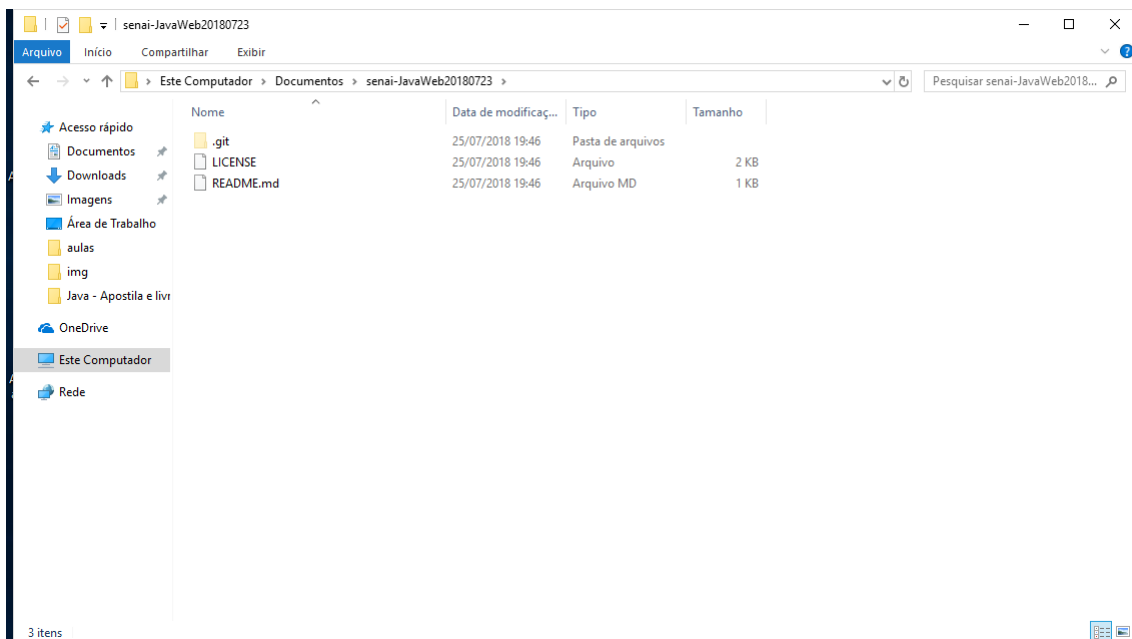 senai-JavaWeb20180723
Arquivo Início Compartilhar Exibir
Este Computador > Documentos > senai-JavaWeb20180723 >
Pesquisar senai-JavaWeb2018...
Nome Data de modificaç... Tipo Tamanho
.git 25/07/2018 19:46 Pasta de arquivos
LICENSE 25/07/2018 19:46 Arquivo 2 KB
README.md 25/07/2018 19:46 Arquivo MD 1 KB
Acesso rápido
Documentos
Downloads
Imagens
Área de Trabalho
aulas
img
Java - Apostila e livr
OneDrive
Este Computador
Rede
3 itens